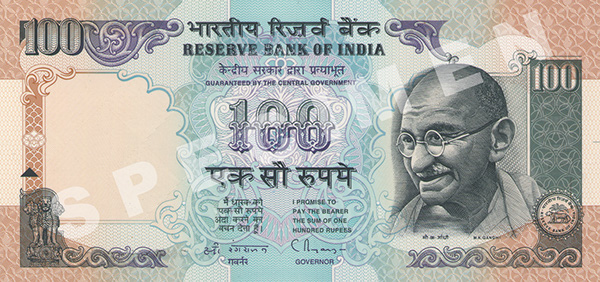 100
भारतीय रिज़र्व बैंक
RESERVE BANK OF INDIA
केन्द्रीय सरकार द्वारा प्रत्याभूत
GUARANTEED BY THE CENTRAL GOVERNMENT
100
100
एक सौ रुपये
मैं धारक को
एक सौ रुपये
अदा करने का
वचन देता हूँ।
I PROMISE TO
PAY THE BEARER
THE SUM OF ONE
HUNDRED RUPEES
गवर्नर
GOVERNOR
मो. क. गांधी
M.K. GANDHI
SPECIMEN